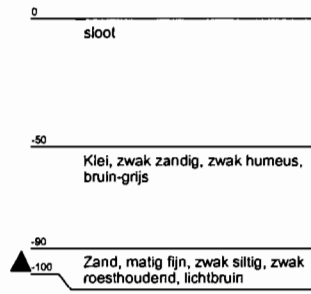 0
sloot
-50
Klei, zwak zandig, zwak humeus,
bruin-grijs
-90
Zand, matig fijn, zwak siltig, zwak
-100
roesthoudend, lichtbruin